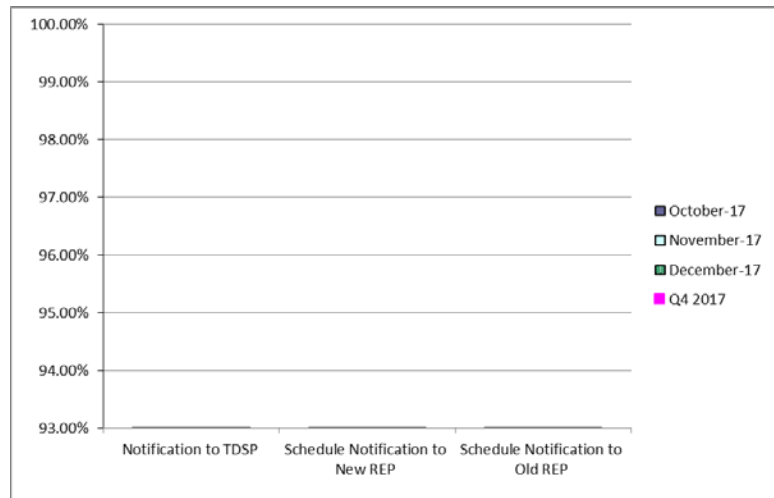 100.00%
99.00%
98.00%
97.00%
96.00%
95.00%
94.00%
93.00%
Notification to TDSP
Schedule Notification to
New REP
Schedule Notification to
Old REP
October-17
November-17
December-17
Q4 2017